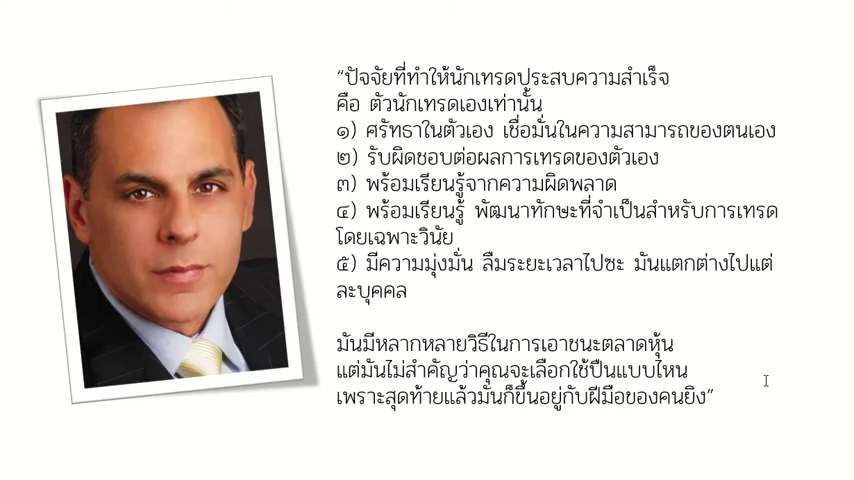 “ปัจจัยที่ทำให้นักเทรดประสบความสำเร็จ
คือ ตัวนักเทรดเองเท่านั้น
๑) ศรัทธาในตัวเอง เชื่อมั่นในความสามารถของตนเอง
๒) รับผิดชอบต่อผลการเทรดของตัวเอง
๓) พร้อมเรียนรู้จากความผิดพลาด
๔) พร้อมเรียนรู้ พัฒนาทักษะที่จำเป็นสำหรับการเทรด
โดยเฉพาะวินัย
๕) มีความมุ่งมั่น ลืมระยะเวลาไปซะ มันแตกต่างไปแต่
ละบุคคล
มันมีหลากหลายวิธีในการเอาชนะตลาดหุ้น
แต่มันไม่สำคัญว่าคุณจะเลือกใช้ปืนแบบไหน
เพราะสุดท้ายแล้วมันก็ขึ้นอยู่กับฝีมือของคนยิง”